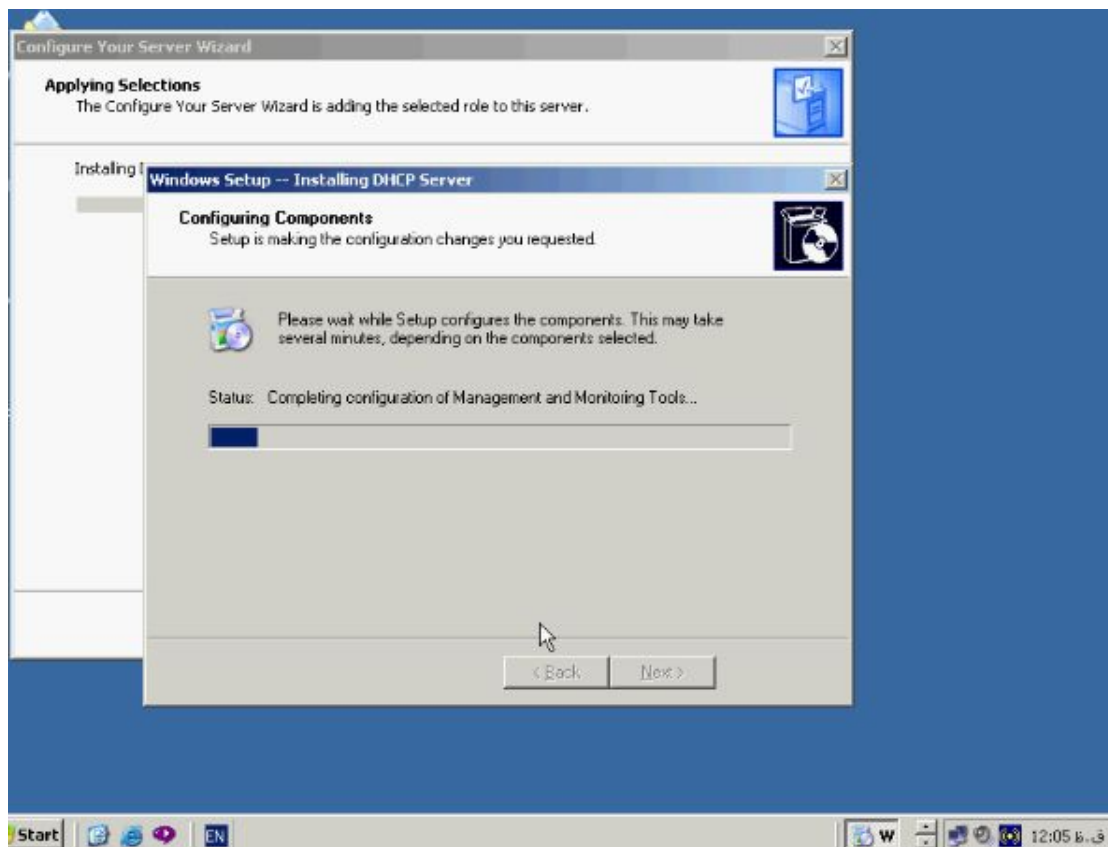 Configure Your Server Wizard
Applying Selections
The Configure Your Server Wizard is adding the selected role to this server.
Installing
Windows Setup -- Installing DHCP Server
Configuring Components
Setup is making the configuration changes you requested.
Please wait while Setup configures the components. This may take
several minutes, depending on the components selected.
Status: Completing configuration of Management and Monitoring Tools...
< Back
Next >
Start
EN
W
12:05 ق.ظ